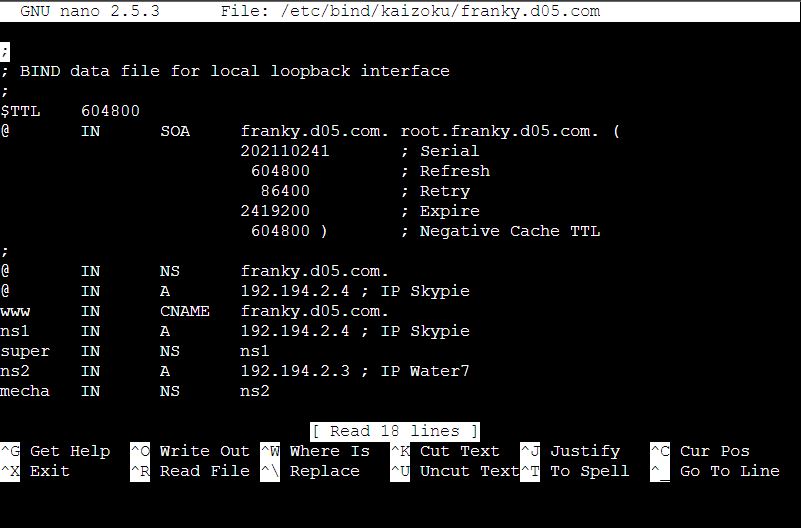 GNU nano 2.5.3 File: /etc/bind/kaizoku/franky.d05.com
;
; BIND data file for local loopback interface
;
$TTL 604800
@ IN SOA franky.d05.com. root.franky.d05.com. (
202110241 ; Serial
604800 ; Refresh
86400 ; Retry
2419200 ; Expire
604800 ) ; Negative Cache TTL
;
@ IN NS franky.d05.com.
@ IN A 192.194.2.4 ; IP Skypie
www IN CNAME franky.d05.com.
ns1 IN A 192.194.2.4 ; IP Skypie
super IN NS ns1
ns2 IN A 192.194.2.3 ; IP Water7
mecha IN NS ns2
[ Read 18 lines ]
^G Get Help ^O Write Out ^W Where Is ^K Cut Text ^J Justify ^C Cur Pos
^X Exit ^R Read File ^\ Replace ^U Uncut Text ^T To Spell ^_ Go To Line